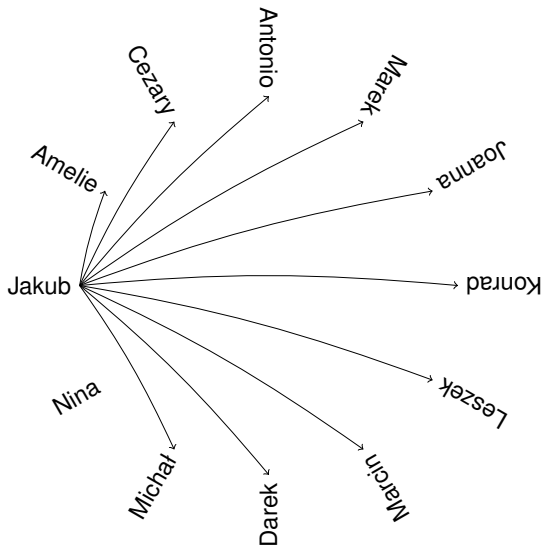 Antonio
Cezary
Marek
Amelie
Joanna
Jakub
Konrad
Nina
Leszek
Michał
Marcin
Darek